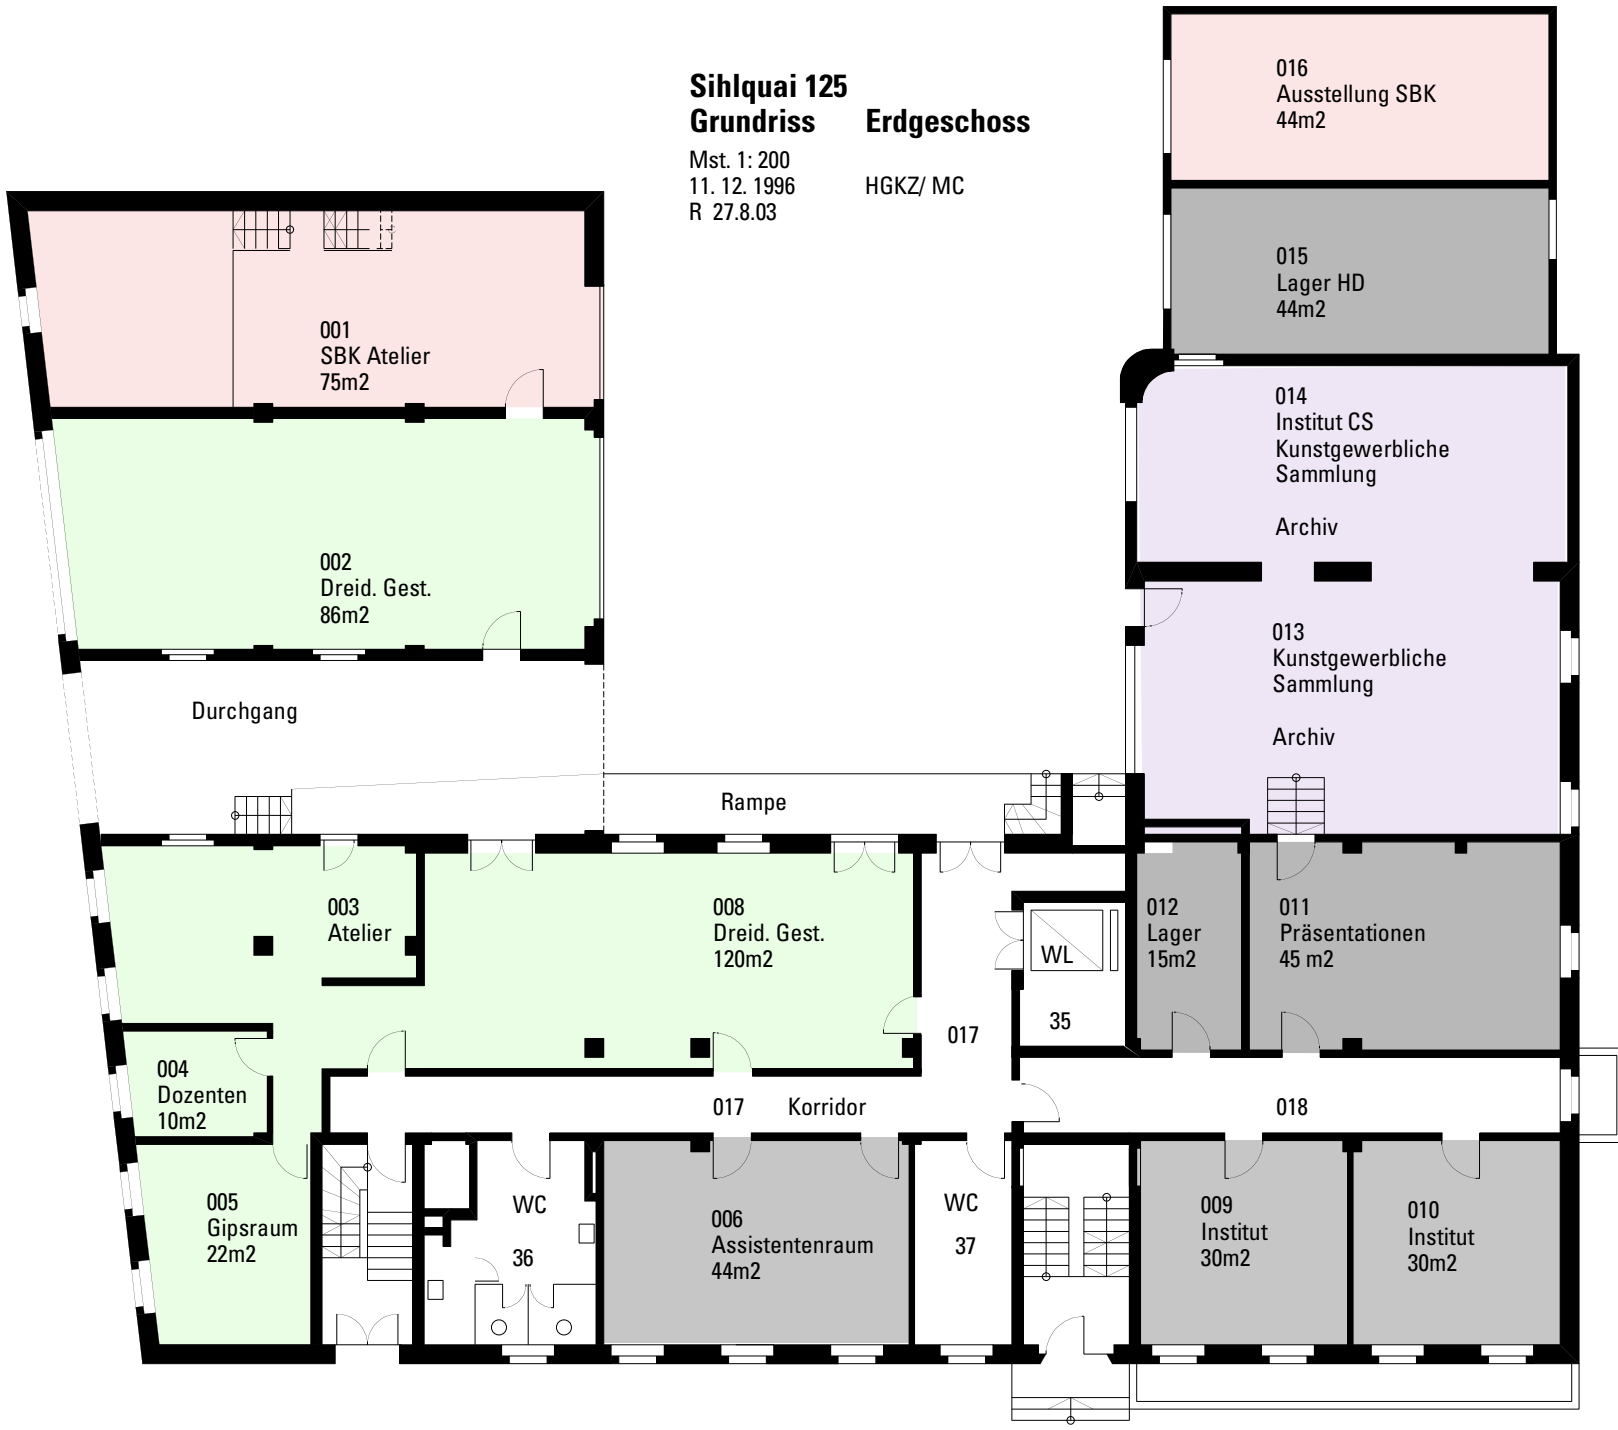 Sihlquai 125
Grundriss Erdgeschoss
Mst. 1: 200
11. 12. 1996 HGKZ/ MC
R 27.8.03
016
Ausstellung SBK
44m2
015
Lager HD
44m2
001
SBK Atelier
75m2
014
Institut CS
Kunstgewerbliche
Sammlung
Archiv
002
Dreid. Gest.
86m2
013
Kunstgewerbliche
Sammlung
Archiv
Durchgang
Rampe
003
Atelier
008
Dreid. Gest.
120m2
WL
35
012
Lager
15m2
011
Präsentationen
45 m2
017
004
Dozenten
10m2
017 Korridor
018
005
Gipsraum
22m2
WC
36
006
Assistentenraum
44m2
WC
37
009
Institut
30m2
010
Institut
30m2